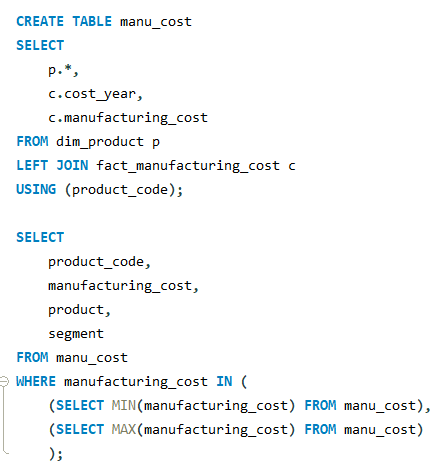 CREATE TABLE manu_cost
SELECT
    p.*,
    c.cost_year,
    c.manufacturing_cost
FROM dim_product p
LEFT JOIN fact_manufacturing_cost c
USING (product_code);

SELECT
    product_code,
    manufacturing_cost,
    product,
    segment
FROM manu_cost
WHERE manufacturing_cost IN (
    (SELECT MIN(manufacturing_cost) FROM manu_cost),
    (SELECT MAX(manufacturing_cost) FROM manu_cost)
    );